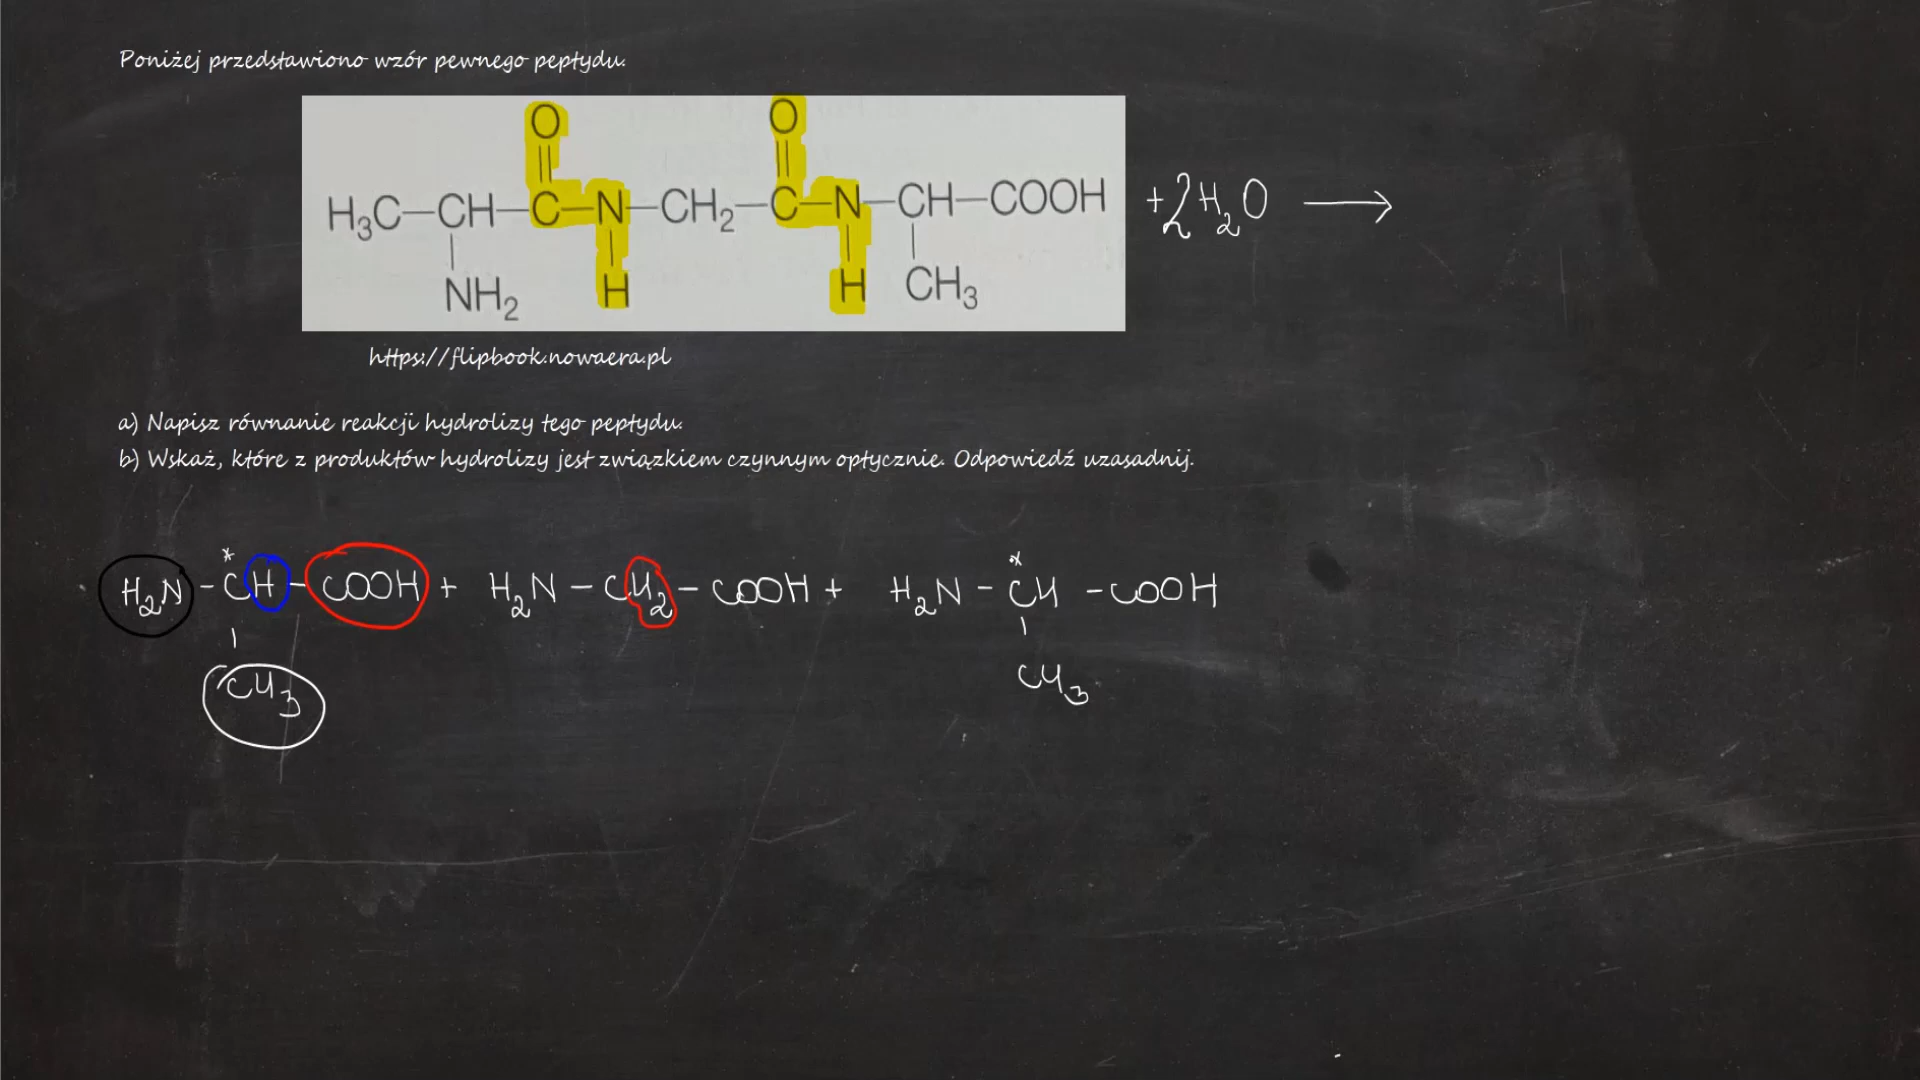 Poniżej przedstawiono wzór pewnego peptydu.
O O
H₃C–CH–C–N–CH₂–C–N–CH–COOH +2H₂O ⟶
NH₂ H H CH₃
https://flipbook.nowaera.pl
a) Napisz równanie reakcji hydrolizy tego peptydu.
b) Wskaż, które z produktów hydrolizy jest związkiem czynnym optycznie. Odpowiedź uzasadnij.
* *
H₂N – CH – COOH + H₂N – CH₂ – COOH + H₂N – CH – COOH
CH₃ CH₃